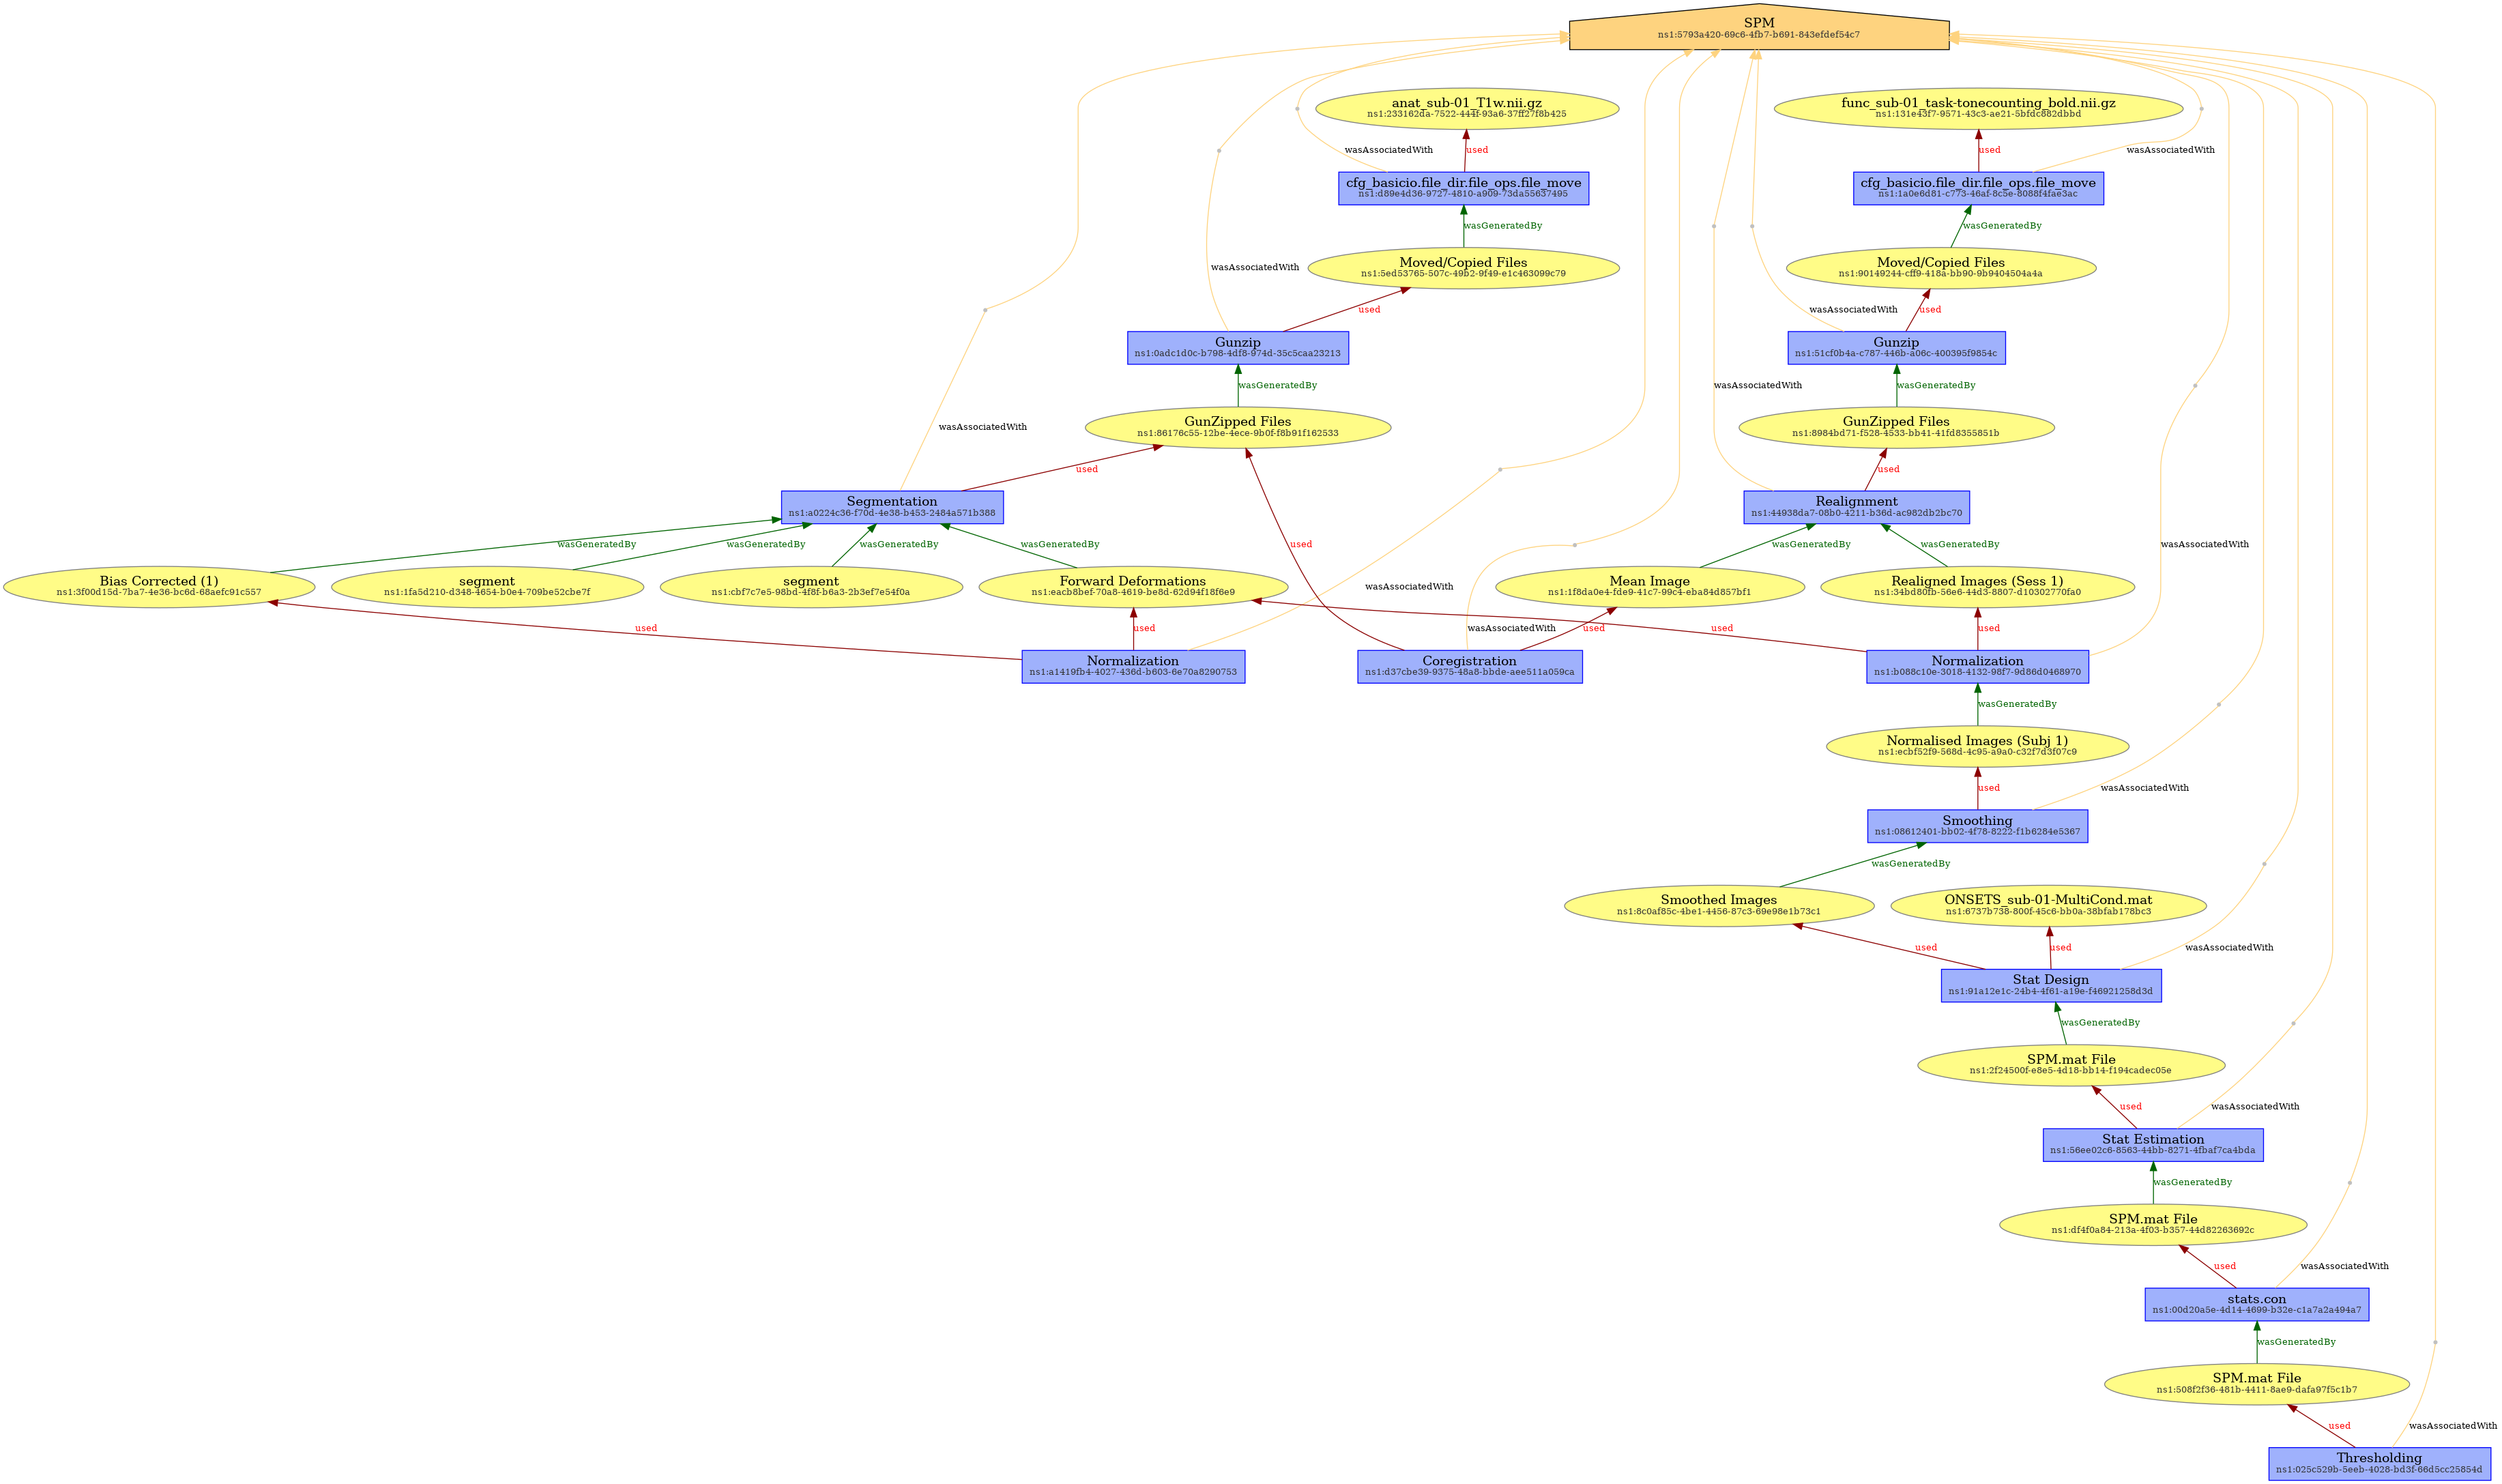 SPM
ns1:5793a420-69c6-4fb7-b691-843efdef54c7
anat_sub-01_T1w.nii.gz
ns1:233162da-7522-444f-93a6-37ff27f8b425
func_sub-01_task-tonecounting_bold.nii.gz
ns1:131e43f7-9571-43c3-ae21-5bfdc882dbbd
wasAssociatedWith
used
used
wasAssociatedWith
cfg_basicio.file_dir.file_ops.file_move
ns1:d89e4d36-9727-4810-a909-73da55637495
cfg_basicio.file_dir.file_ops.file_move
ns1:1a0e6d81-c773-46af-8c5e-8088f4fae3ac
wasGeneratedBy
wasGeneratedBy
wasAssociatedWith
Moved/Copied Files
ns1:5ed53765-507c-49b2-9f49-e1c463099c79
Moved/Copied Files
ns1:90149244-cff9-418a-bb90-9b9404504a4a
used
wasAssociatedWith
used
Gunzip
ns1:0adc1d0c-b798-4df8-974d-35c5caa23213
Gunzip
ns1:51cf0b4a-c787-446b-a06c-400395f9854c
wasGeneratedBy
wasAssociatedWith
wasGeneratedBy
wasAssociatedWith
GunZipped Files
ns1:86176c55-12be-4ece-9b0f-f8b91f162533
GunZipped Files
ns1:8984bd71-f528-4533-bb41-41fd8355851b
used
used
Segmentation
ns1:a0224c36-f70d-4e38-b453-2484a571b388
Realignment
ns1:44938da7-08b0-4211-b36d-ac982db2bc70
wasGeneratedBy
wasGeneratedBy
wasGeneratedBy
wasGeneratedBy
used
wasGeneratedBy
wasGeneratedBy
wasAssociatedWith
Bias Corrected (1)
ns1:3f00d15d-7ba7-4e36-bc6d-68aefc91c557
segment
ns1:1fa5d210-d348-4654-b0e4-709be52cbe7f
segment
ns1:cbf7c7e5-98bd-4f8f-b6a3-2b3ef7e54f0a
Forward Deformations
ns1:eacb8bef-70a8-4619-be8d-62d94f18f6e9
wasAssociatedWith
Mean Image
ns1:1f8da0e4-fde9-41c7-99c4-eba84d857bf1
Realigned Images (Sess 1)
ns1:34bd80fb-56e6-44d3-8807-d10302770fa0
used
used
wasAssociatedWith
used
used
used
Normalization
ns1:a1419fb4-4027-436d-b603-6e70a8290753
Coregistration
ns1:d37cbe39-9375-48a8-bbde-aee511a059ca
Normalization
ns1:b088c10e-3018-4132-98f7-9d86d0468970
wasGeneratedBy
Normalised Images (Subj 1)
ns1:ecbf52f9-568d-4c95-a9a0-c32f7d3f07c9
used
wasAssociatedWith
Smoothing
ns1:08612401-bb02-4f78-8222-f1b6284e5367
wasGeneratedBy
Smoothed Images
ns1:8c0af85c-4be1-4456-87c3-69e98e1b73c1
ONSETS_sub-01-MultiCond.mat
ns1:6737b738-800f-45c6-bb0a-38bfab178bc3
used
used
wasAssociatedWith
Stat Design
ns1:91a12e1c-24b4-4f61-a19e-f46921258d3d
wasGeneratedBy
SPM.mat File
ns1:2f24500f-e8e5-4d18-bb14-f194cadec05e
used
wasAssociatedWith
Stat Estimation
ns1:56ee02c6-8563-44bb-8271-4fbaf7ca4bda
wasGeneratedBy
SPM.mat File
ns1:df4f0a84-213a-4f03-b357-44d82263692c
used
wasAssociatedWith
stats.con
ns1:00d20a5e-4d14-4699-b32e-c1a7a2a494a7
wasGeneratedBy
SPM.mat File
ns1:508f2f36-481b-4411-8ae9-dafa97f5c1b7
used
wasAssociatedWith
Thresholding
ns1:025c529b-5eeb-4028-bd3f-66d5cc25854d